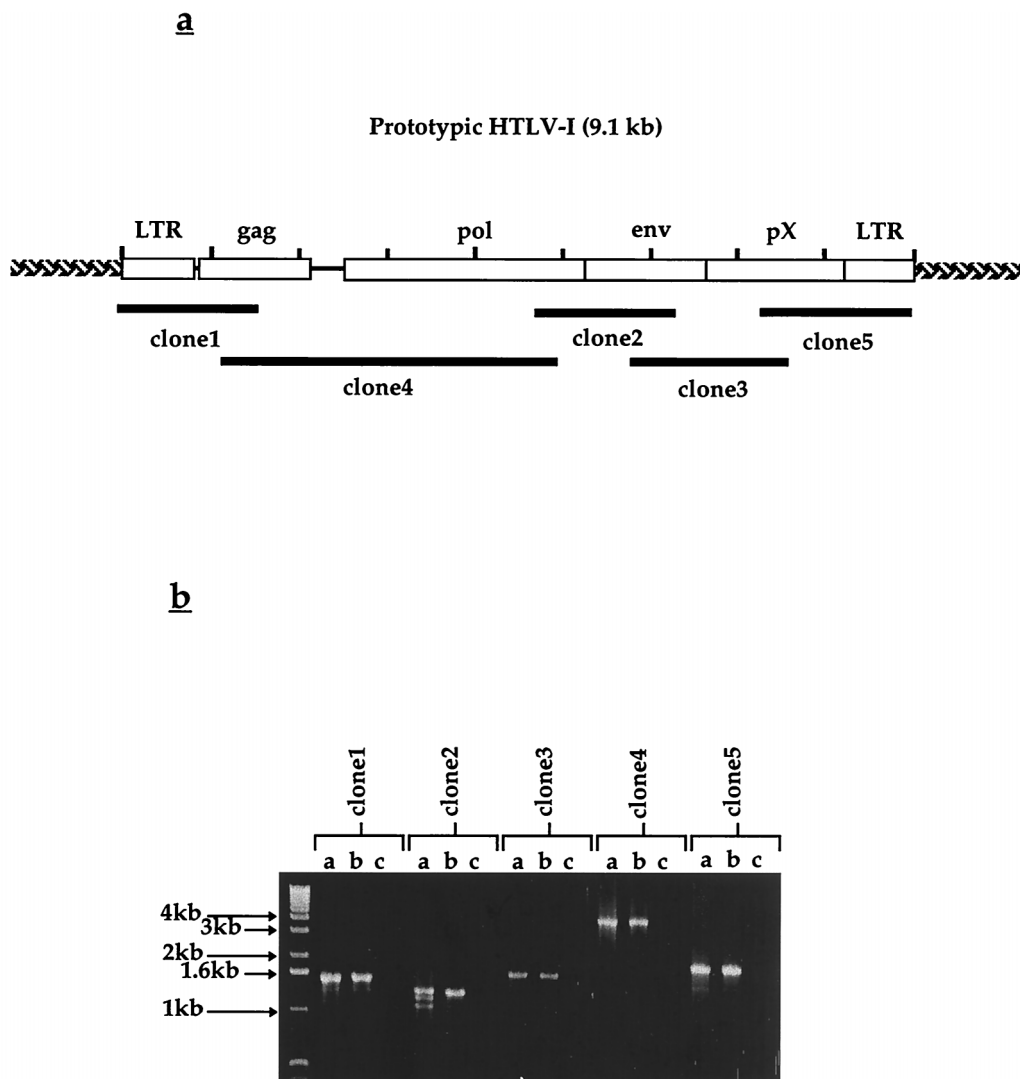 a
Prototypic HTLV-I (9.1 kb)
LTR gag pol env pX LTR
clone1 clone2 clone5
clone4 clone3
b
clone1 clone2 clone3 clone4 clone5
a b c a b c a b c a b c a b c
4kb
3kb
2kb
1.6kb
1kb